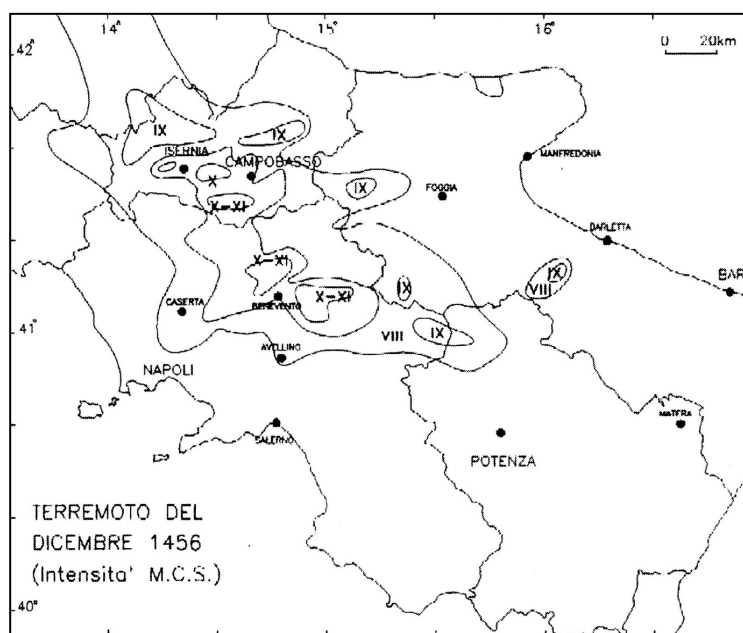 14°
15°
16°
42°
0 20km
IX
ISERNIA
IX
CAMPOBASSO
X
X-XI
IX
MANFREDONIA
FOGGIA
BARLETTA
X-XI
IX
BAR
VIII
IX
CASERTA
BENEVENTO
X-XI
41°
VIII
IX
AVELLINO
NAPOLI
SALERNO
MATERA
POTENZA
TERREMOTO DEL
DICEMBRE 1456
(Intensita' M.C.S.)
40°